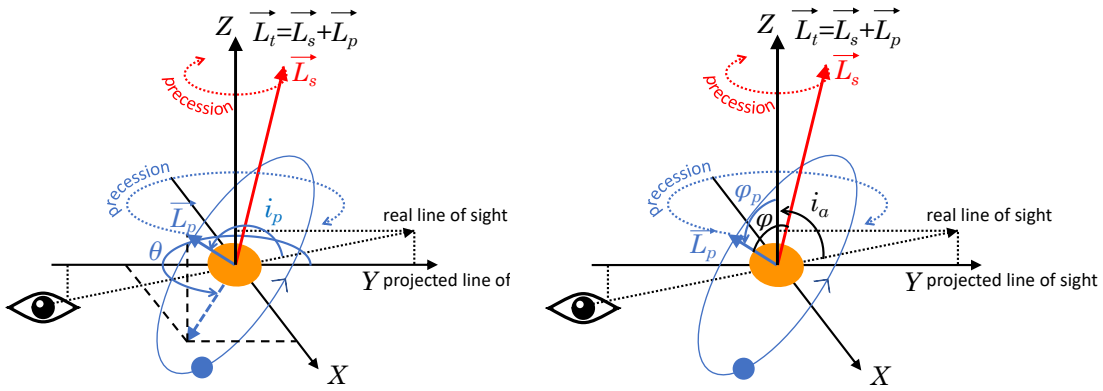 Z
L_t=L_s+L_p
L_s
precession
precession
L_p
i_p
θ
real line of sight
Y
projected line of
X
Z
L_t=L_s+L_p
L_s
precession
precession
φ_p
φ
i_a
L_p
real line of sight
Y
projected line of sight
X